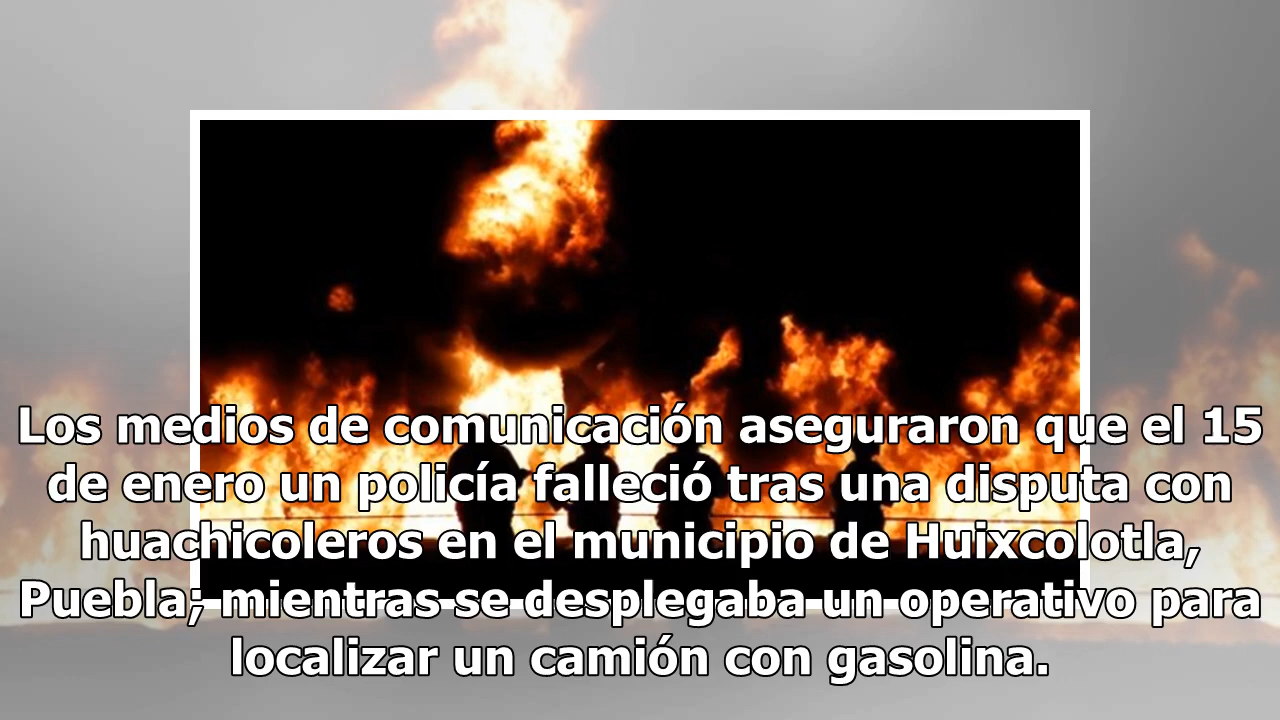 Los medios de comunicación aseguraron que el 15
de enero un policía falleció tras una disputa con
huachicoleros en el municipio de Huixcolotla,
Puebla; mientras se desplegaba un operativo para
localizar un camión con gasolina.